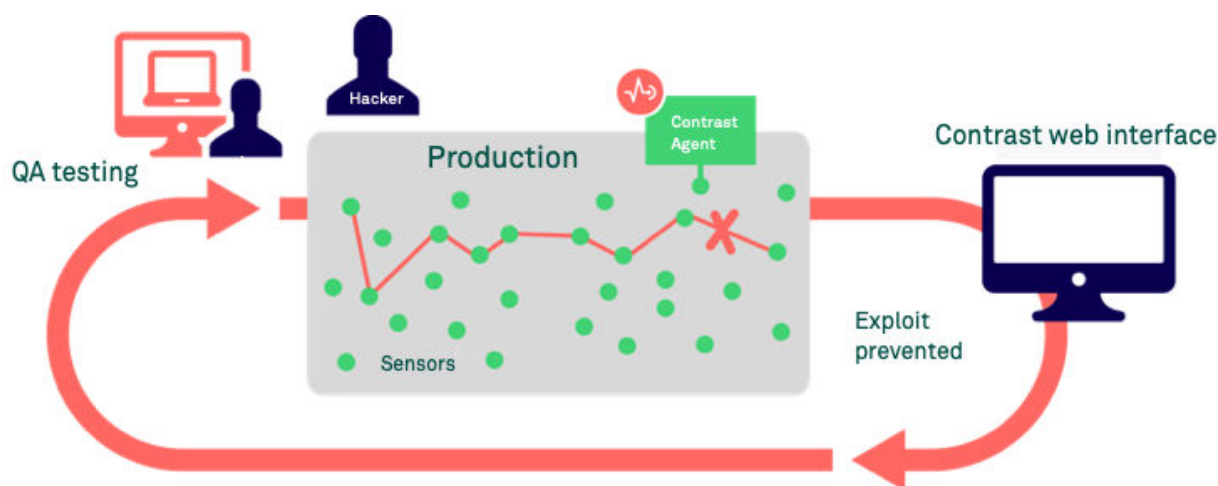 Hacker
Contrast
Agent
Production
Contrast web interface
QA testing
Exploit
prevented
Sensors